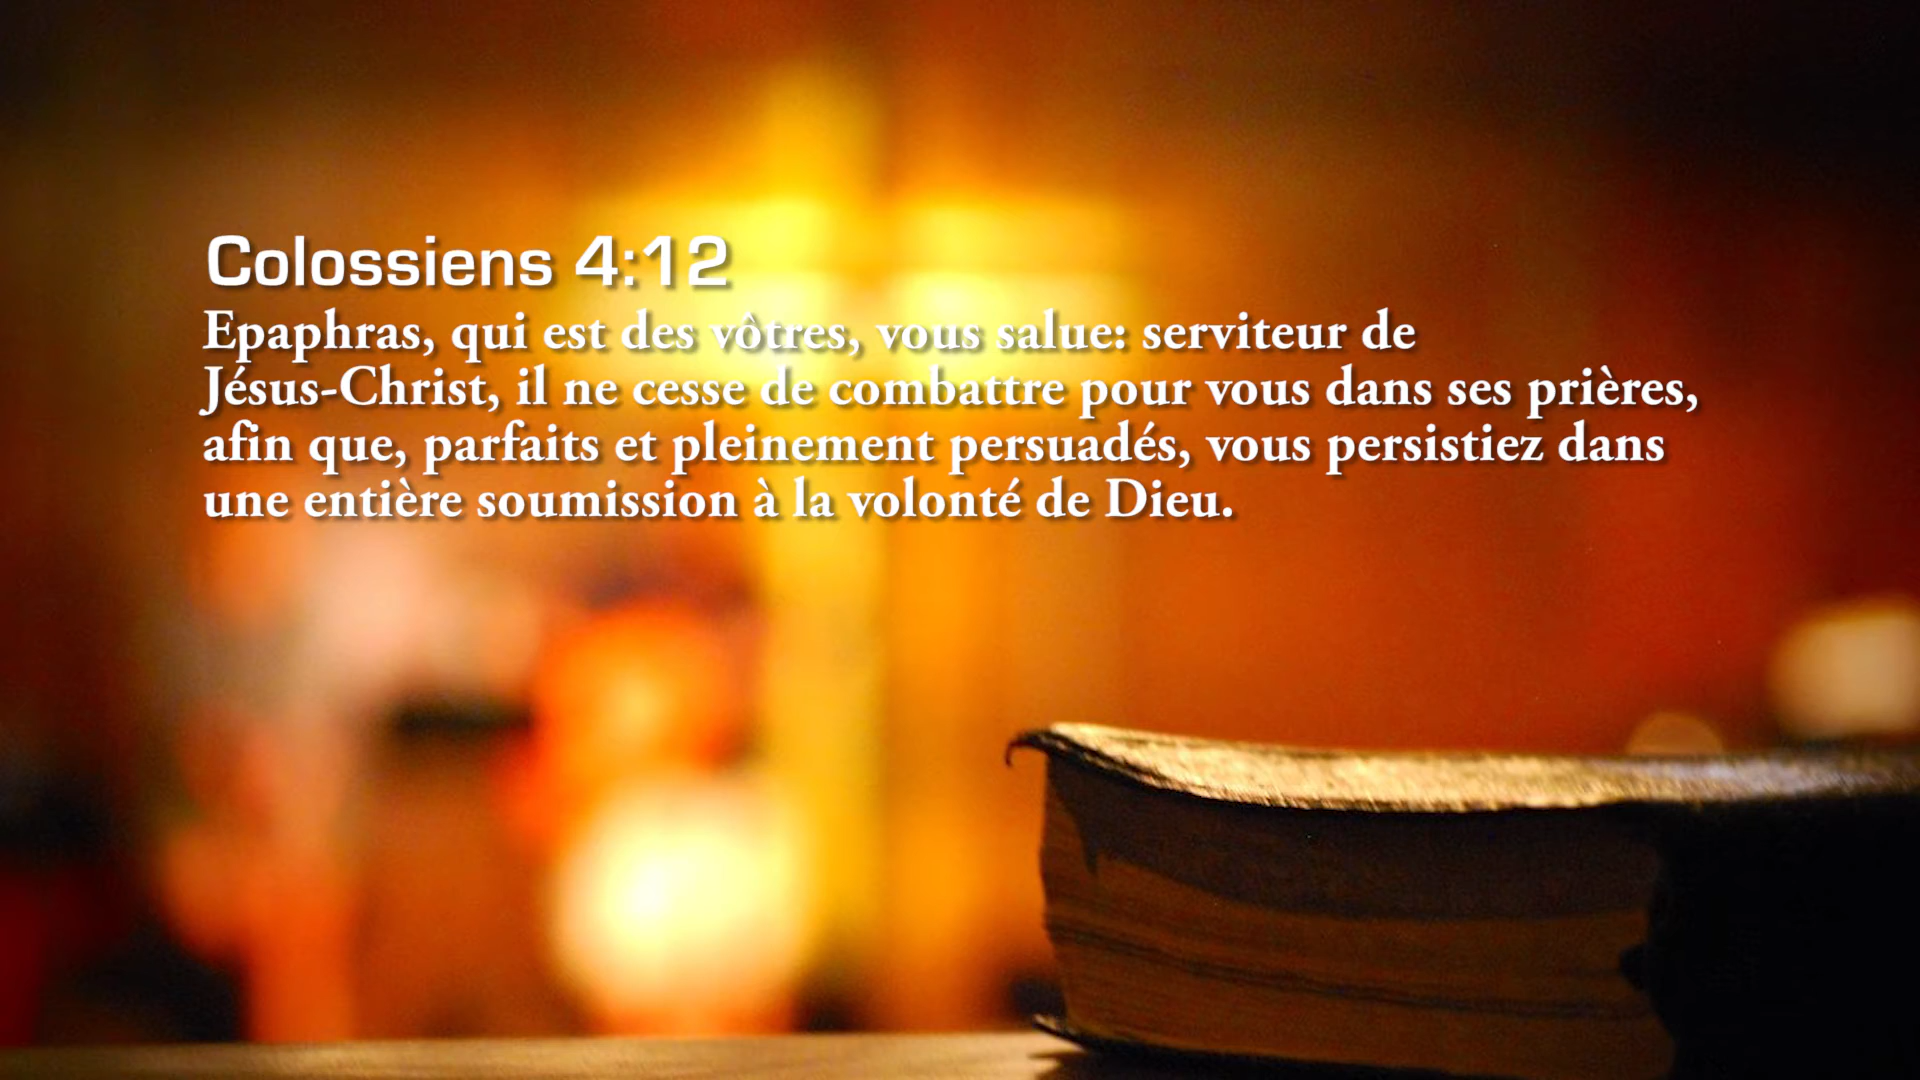 Colossiens 4:12
Epaphras, qui est des vôtres, vous salue: serviteur de
Jésus-Christ, il ne cesse de combattre pour vous dans ses prières,
afin que, parfaits et pleinement persuadés, vous persistiez dans
une entière soumission à la volonté de Dieu.